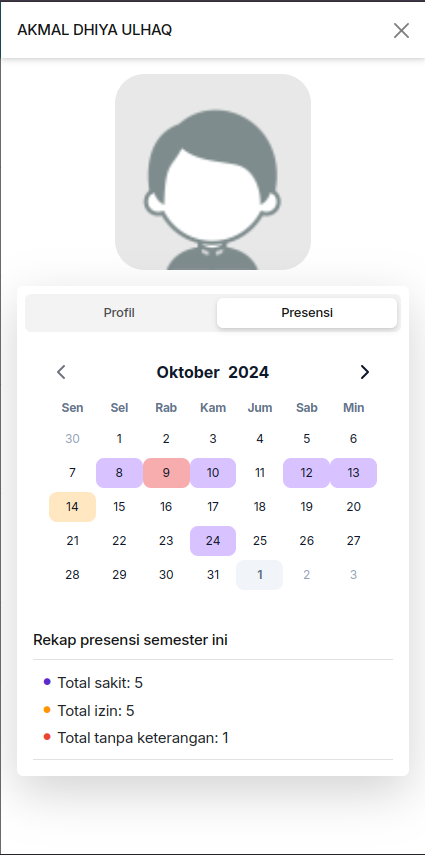 AKMAL DHIYA ULHAQ
Profil Presensi
Oktober 2024
Sen Sel Rab Kam Jum Sab Min
30 1 2 3 4 5 6
7 8 9 10 11 12 13
14 15 16 17 18 19 20
21 22 23 24 25 26 27
28 29 30 31 1 2 3
Rekap presensi semester ini
Total sakit: 5
Total izin: 5
Total tanpa keterangan: 1